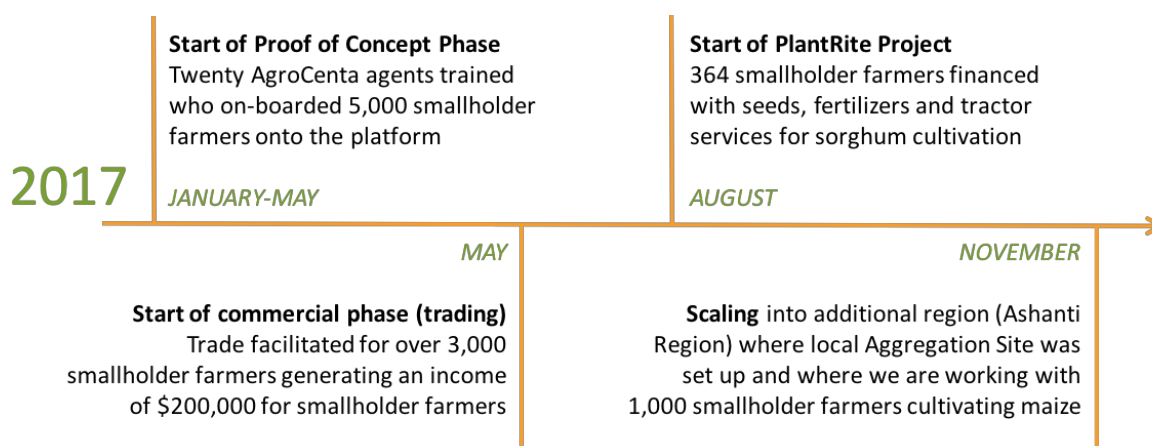 2017
Start of Proof of Concept Phase
Twenty AgroCenta agents trained
who on-boarded 5,000 smallholder
farmers onto the platform
JANUARY-MAY
Start of PlantRite Project
364 smallholder farmers financed
with seeds, fertilizers and tractor
services for sorghum cultivation
AUGUST
MAY
Start of commercial phase (trading)
Trade facilitated for over 3,000
smallholder farmers generating an income
of $200,000 for smallholder farmers
NOVEMBER
Scaling into additional region (Ashanti
Region) where local Aggregation Site was
set up and where we are working with
1,000 smallholder farmers cultivating maize